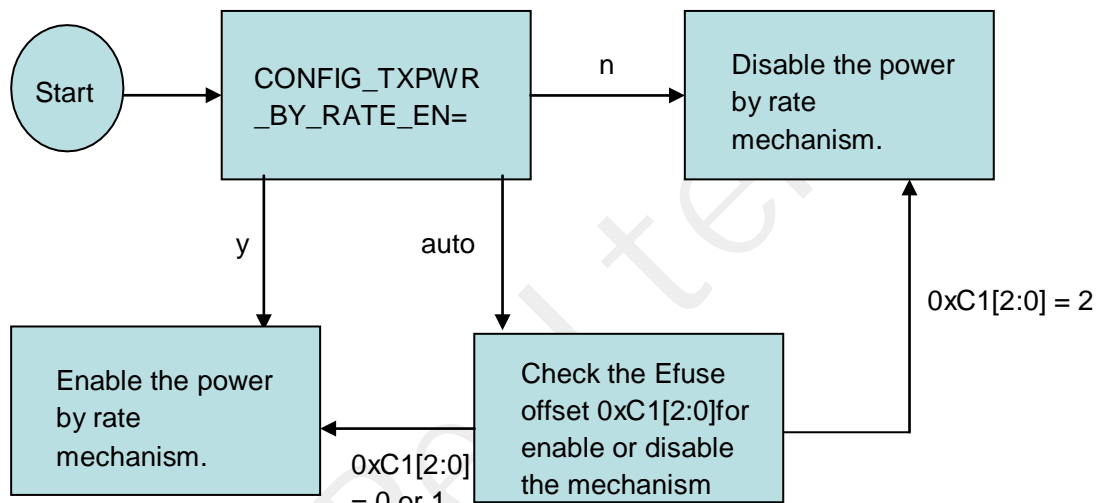 Start
CONFIG_TXPWR
_BY_RATE_EN=
n
Disable the power
by rate
mechanism.
y
auto
0xC1[2:0] = 2
Enable the power
by rate
mechanism.
Check the Efuse
offset 0xC1[2:0]for
enable or disable
the mechanism
0xC1[2:0]
= 0 or 1